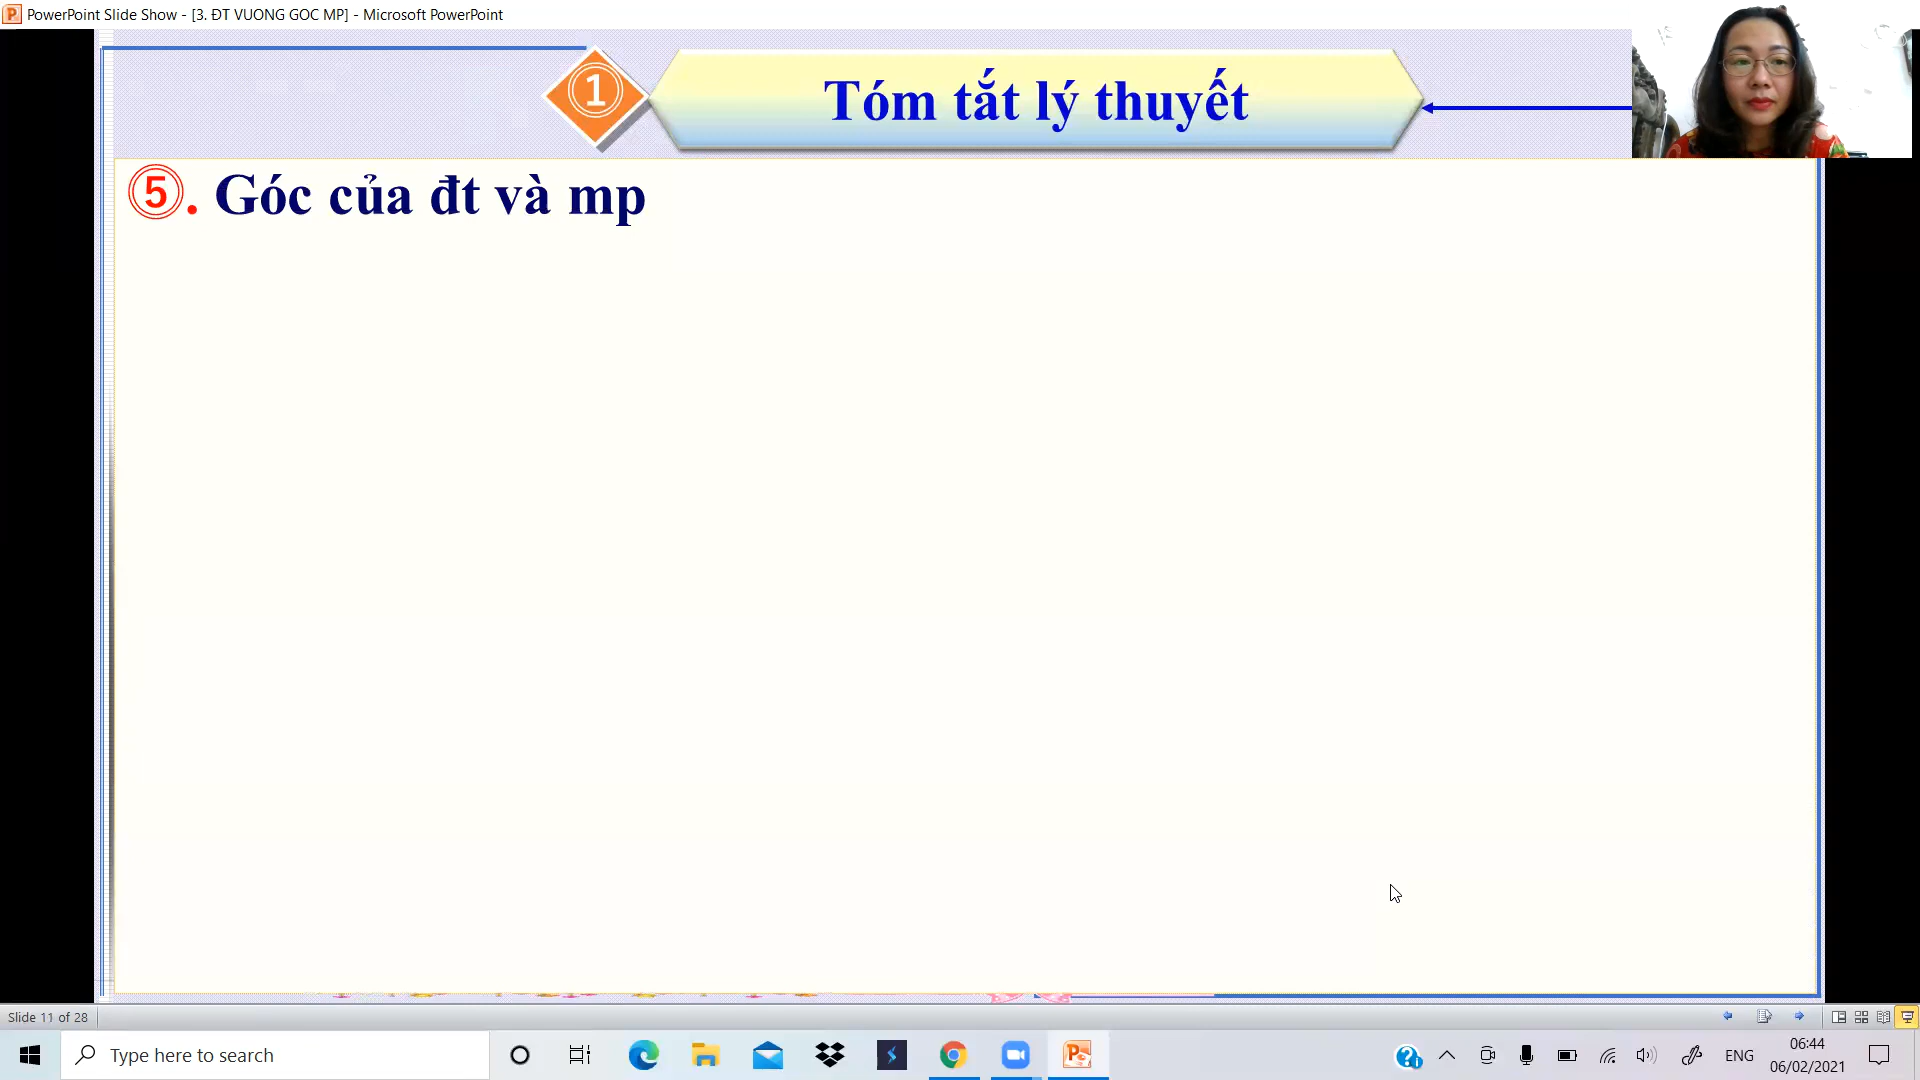 PowerPoint Slide Show - [3. ĐT VUONG GOC MP] - Microsoft PowerPoint
1
Tóm tắt lý thuyết
5. Góc của đt và mp
Slide 11 of 28
Type here to search
ENG
06:44
06/02/2021